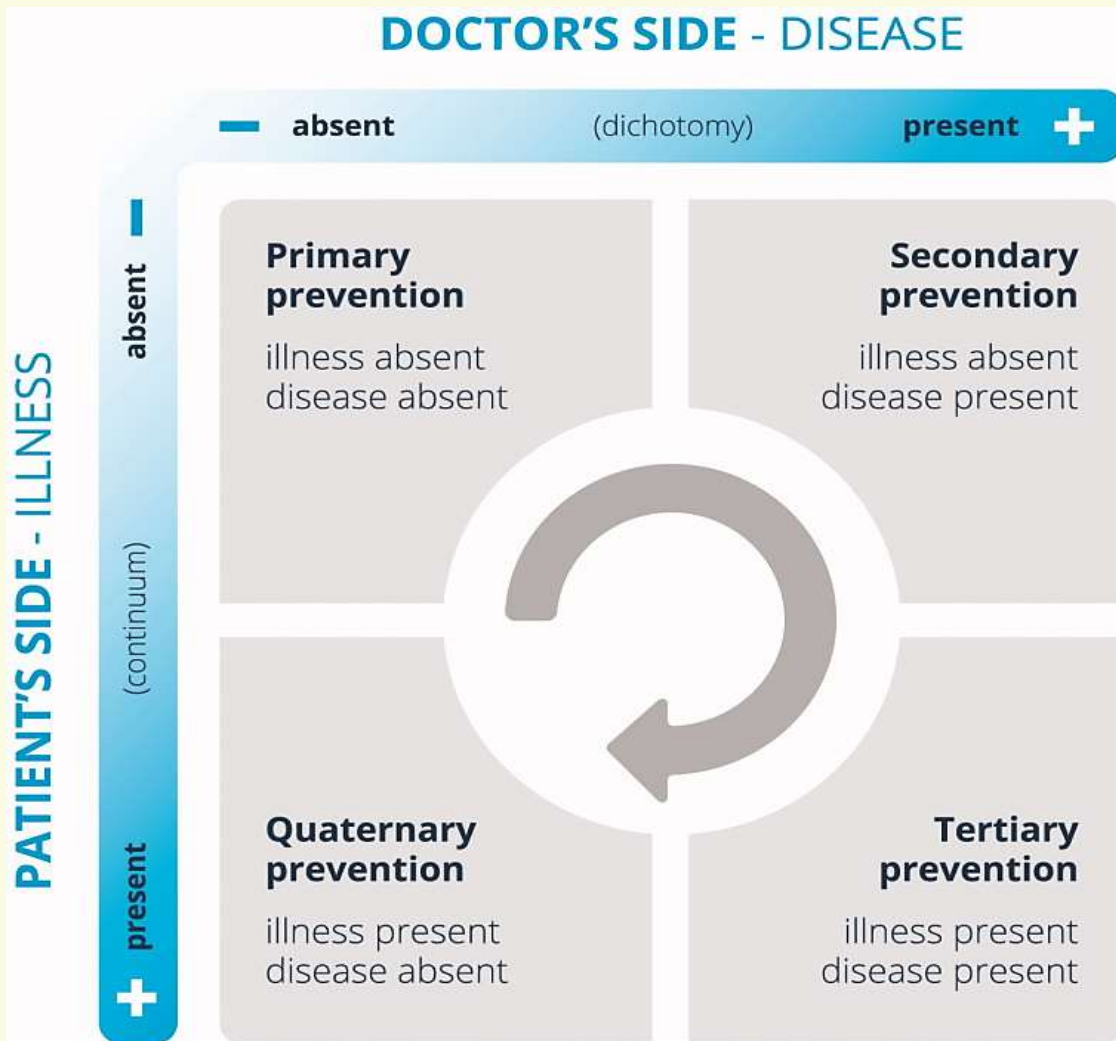 DOCTOR'S SIDE - DISEASE
— absent (dichotomy) present +
PATIENT'S SIDE - ILLNESS
— absent (continuum) present +
Primary
prevention
illness absent
disease absent
Secondary
prevention
illness absent
disease present
Quaternary
prevention
illness present
disease absent
Tertiary
prevention
illness present
disease present